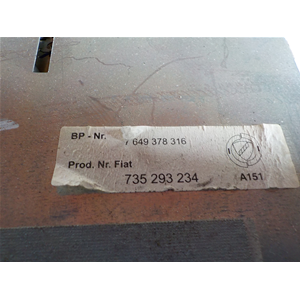 BP - Nr. 7 649 378 316
Prod. Nr. Fiat
735 293 234 A151